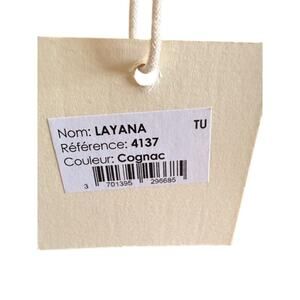 Nom: LAYANA TU
Référence: 4137
Couleur: Cognac
3 701395 296685